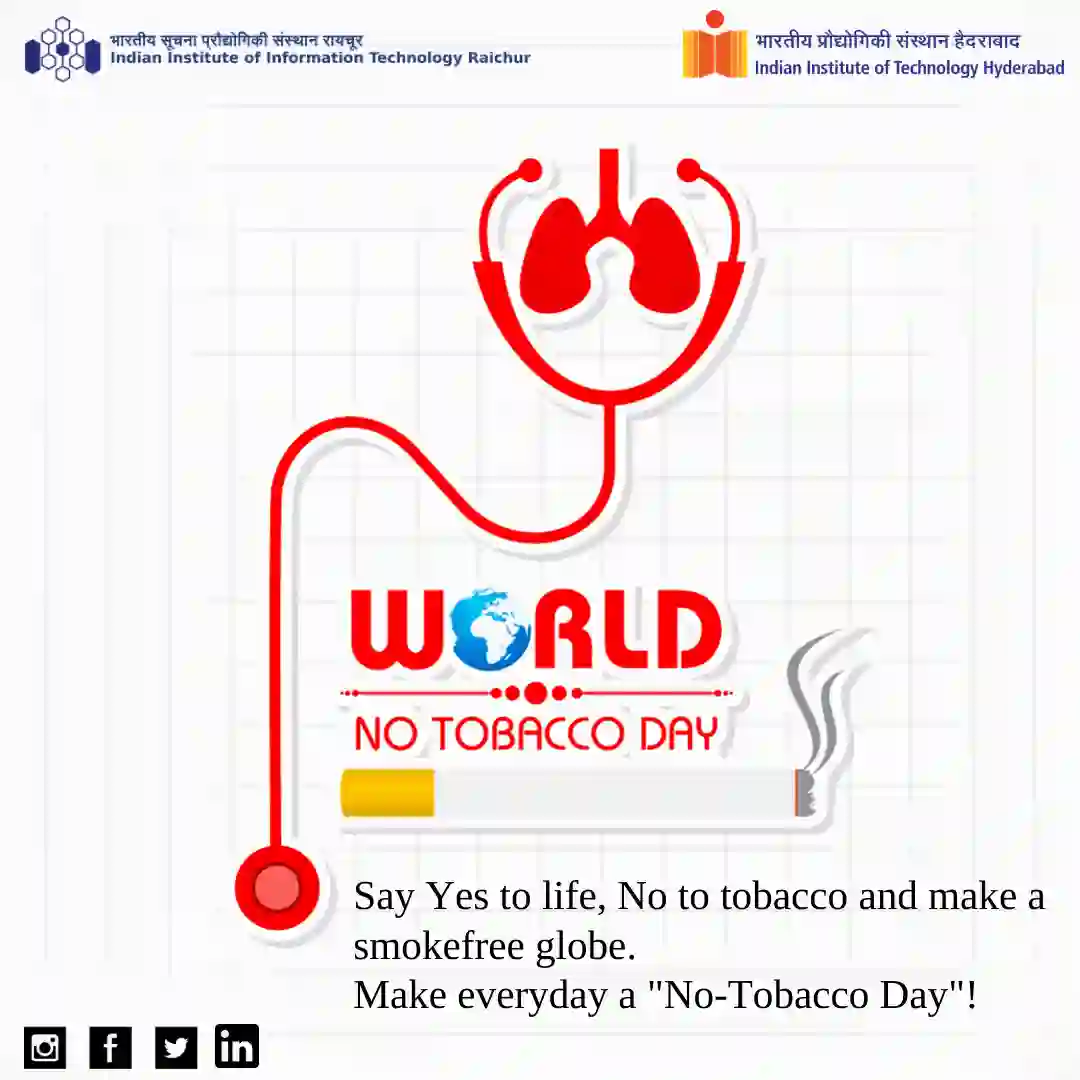 भारतीय सूचना प्रौद्योगिकी संस्थान रायचूर
Indian Institute of Information Technology Raichur
भारतीय प्रौद्योगिकी संस्थान हैदराबाद
Indian Institute of Technology Hyderabad
WORLD
NO TOBACCO DAY
Say Yes to life, No to tobacco and make a
smokefree globe.
Make everyday a "No-Tobacco Day"!